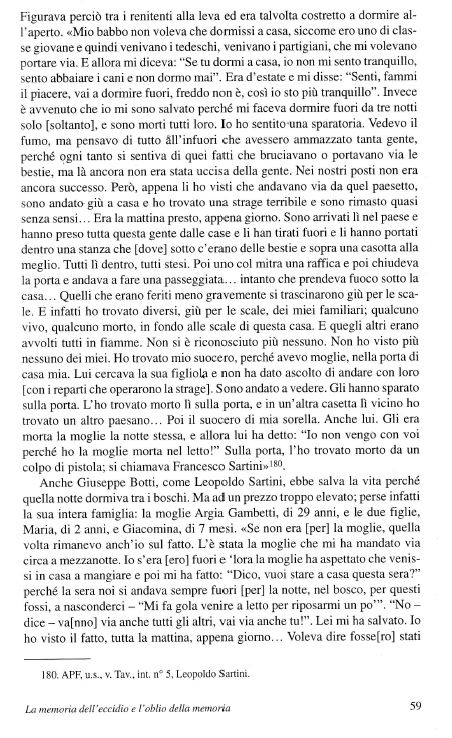 Figurava perciò tra i renitenti alla leva ed era talvolta costretto a dormire al-
l'aperto. «Mio babbo non voleva che dormissi a casa, siccome ero uno di clas-
se giovane e quindi venivano i tedeschi, venivano i partigiani, che mi volevano
portare via. E allora mi diceva: "Se tu dormi a casa, io non mi sento tranquillo,
sento abbaiare i cani e non dormo mai". Era d'estate e mi disse: "Senti, fammi
il piacere, vai a dormire fuori, freddo non è, così io sto più tranquillo". Invece
è avvenuto che io mi sono salvato perché mi faceva dormire fuori da tre notti
solo [soltanto], e sono morti tutti loro. Io ho sentito una sparatoria. Vedevo il
fumo, ma pensavo di tutto all'infuori che avessero ammazzato tanta gente,
perché ogni tanto si sentiva di quei fatti che bruciavano o portavano via le
bestie, ma là ancora non era stata uccisa della gente. Nei nostri posti non era
ancora successo. Però, appena li ho visti che andavano via da quel paesetto,
sono andato giù a casa e ho trovato una strage terribile e sono rimasto quasi
senza sensi... Era la mattina presto, appena giorno. Sono arrivati lì nel paese e
hanno preso tutta questa gente dalle case e li han tirati fuori e li hanno portati
dentro una stanza che [dove] sotto c'erano delle bestie e sopra una casotta alla
meglio. Tutti lì dentro, tutti stesi. Poi uno col mitra una raffica e poi chiudeva
la porta e andava a fare una passeggiata... intanto che prendeva fuoco sotto la
casa... Quelli che erano feriti meno gravemente si trascinarono giù per le sca-
le. E infatti ho trovato diversi, giù per le scale, dei miei familiari; qualcuno
vivo, qualcuno morto, in fondo alle scale di questa casa. E quegli altri erano
avvolti tutti in fiamme. Non si è riconosciuto più nessuno. Non ho visto più
nessuno dei miei. Ho trovato mio suocero, perché avevo moglie, nella porta di
casa mia. Lui cercava la sua figliola e non ha dato ascolto di andare con loro
[con i reparti che operarono la strage]. Sono andato a vedere. Gli hanno sparato
sulla porta. L'ho trovato morto lì sulla porta, e in un'altra casetta lì vicino ho
trovato un altro paesano... Poi il suocero di mia sorella. Anche lui. Gli era
morta la moglie la notte stessa, e allora lui ha detto: "Io non vengo con voi
perché ho la moglie morta nel letto!" Sulla porta, l'ho trovato morto da un
colpo di pistola; si chiamava Francesco Sartini»180.
Anche Giuseppe Botti, come Leopoldo Sartini, ebbe salva la vita perché
quella notte dormiva tra i boschi. Ma ad un prezzo troppo elevato; perse infatti
la sua intera famiglia: la moglie Argia Gambetti, di 29 anni, e le due figlie,
Maria, di 2 anni, e Giacomina, di 7 mesi. «Se non era [per] la moglie, quella
volta rimanevo anch'io sul fatto. L'è stata la moglie che mi ha mandato via
circa a mezzanotte. Io s'era [ero] fuori e 'lora la moglie ha aspettato che venis-
si in casa a mangiare e poi mi ha fatto: "Dico, vuoi stare a casa questa sera?"
perché la sera noi si andava sempre fuori [per] la notte, nel bosco, per questi
fossi, a nasconderci – "Mi fa gola venire a letto per riposarmi un po'". "No –
dice – va[nno] via anche tutti gli altri, vai via anche tu!". Lei mi ha salvato. Io
ho visto il fatto, tutta la mattina, appena giorno... Voleva dire fosse[ro] stati
180. APF, u.s., v. Tav., int. n° 5, Leopoldo Sartini.
La memoria dell'eccidio e l'oblio della memoria
59